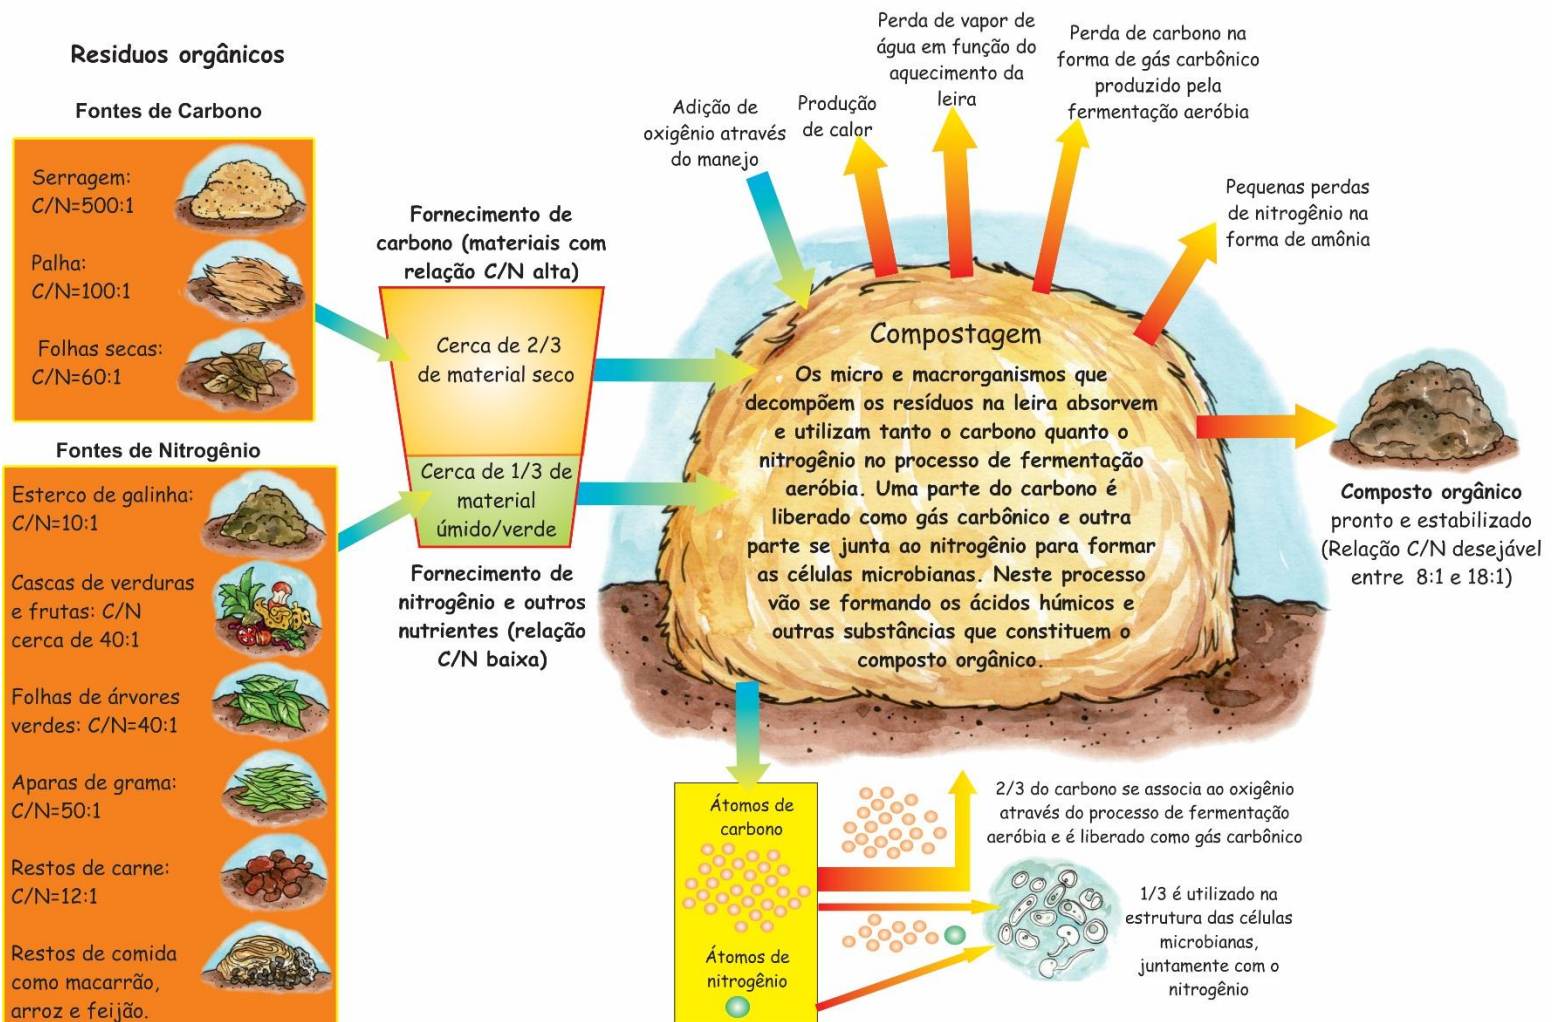 Residuos orgânicos
Fontes de Carbono
Serragem:
C/N=500:1
Palha:
C/N=100:1
Folhas secas:
C/N=60:1
Fontes de Nitrogênio
Esterco de galinha:
C/N=10:1
Cascas de verduras
e frutas: C/N
cerca de 40:1
Folhas de árvores
verdes: C/N=40:1
Aparas de grama:
C/N=50:1
Restos de carne:
C/N=12:1
Restos de comida
como macarrão,
arroz e feijão.
Fornecimento de
carbono (materiais com
relação C/N alta)
Cerca de 2/3
de material seco
Cerca de 1/3 de
material
úmido/verde
Fornecimento de
nitrogênio e outros
nutrientes (relação
C/N baixa)
Adição de
oxigênio através
do manejo
Produção
de calor
Perda de vapor de
água em função do
aquecimento da
leira
Perda de carbono na
forma de gás carbônico
produzido pela
fermentação aeróbia
Pequenas perdas
de nitrogênio na
forma de amônia
Compostagem
Os micro e macrorganismos que
decompõem os resíduos na leira absorvem
e utilizam tanto o carbono quanto o
nitrogênio no processo de fermentação
aeróbia. Uma parte do carbono é
liberado como gás carbônico e outra
parte se junta ao nitrogênio para formar
as células microbianas. Neste processo
vão se formando os ácidos húmicos e
outras substâncias que constituem o
composto orgânico.
Composto orgânico
pronto e estabilizado
(Relação C/N desejável
entre 8:1 e 18:1)
Átomos de
carbono
Átomos de
nitrogênio
2/3 do carbono se associa ao oxigênio
através do processo de fermentação
aeróbia e é liberado como gás carbônico
1/3 é utilizado na
estrutura das células
microbianas,
juntamente com o
nitrogênio